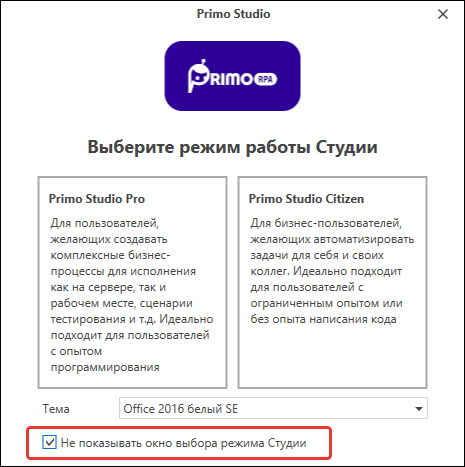 Primo Studio
PRIMO RPA
Выберите режим работы Студии
Primo Studio Pro
Для пользователей,
желающих создавать
комплексные бизнес-
процессы для исполнения
как на сервере, так и
рабочем месте, сценарии
тестирования и т.д. Идеально
подходит для пользователей
с опытом
программирования
Primo Studio Citizen
Для бизнес-пользователей,
желающих автоматизировать
задачи для себя и своих
коллег. Идеально подходит
для пользователей с
ограниченным опытом или
без опыта написания кода
Тема
Office 2016 белый SE
Не показывать окно выбора режима Студии